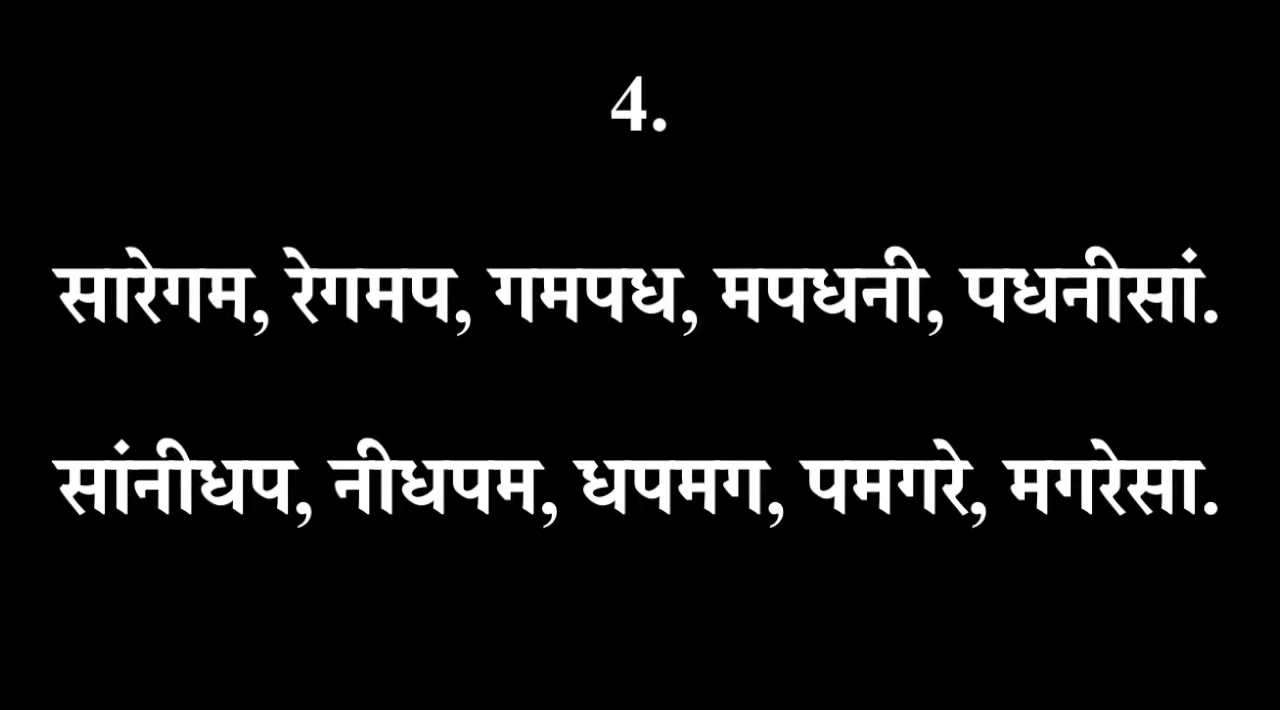 4.
सारेगम, रेगमप, गमपध, मपधनी, पधनीसां.
सांनीधप, नीधपम, धपमग, पमगरे, मगरेसा.